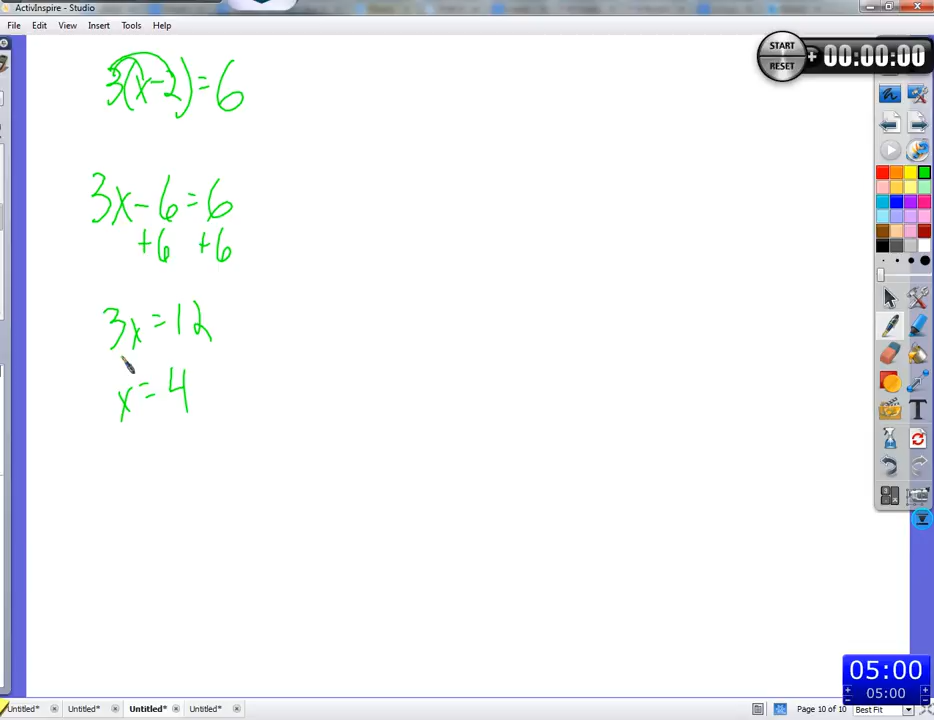 ActivInspire - Studio
File Edit View Insert Tools Help
START
RESET
+ 00:00:00
3(x-2)=6
3x-6=6
+6 +6
3x=12
x=4
05:00
05:00
Untitled* Untitled* Untitled* Untitled*
Page 10 of 10 Best Fit